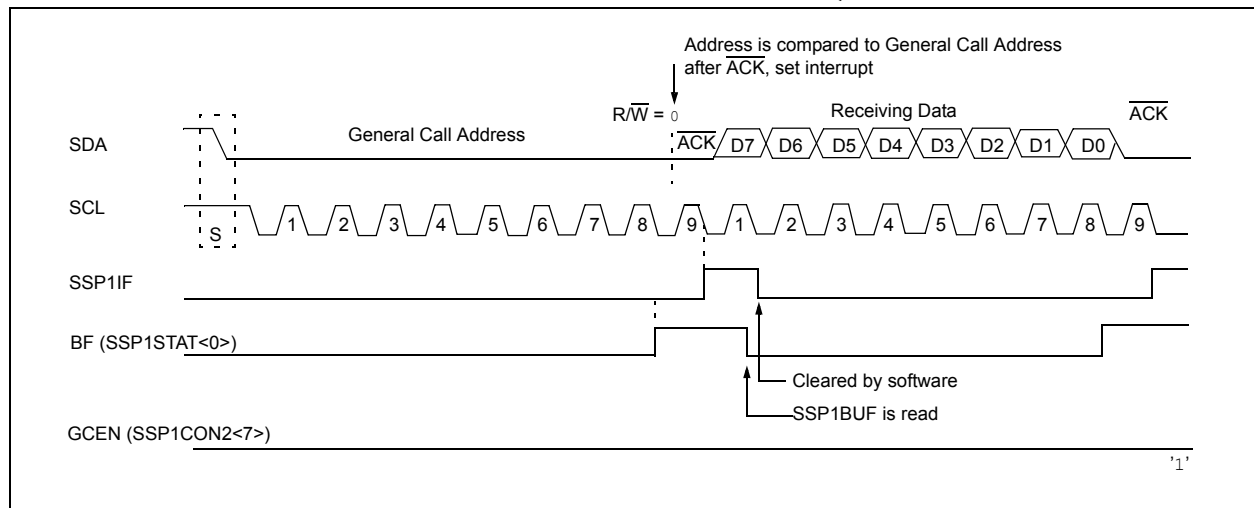 Address is compared to General Call Address
after ACK, set interrupt
R/W = 0
Receiving Data
ACK
General Call Address
SDA
ACK D7 D6 D5 D4 D3 D2 D1 D0
SCL
S
1 2 3 4 5 6 7 8 9 1 2 3 4 5 6 7 8 9
SSP1IF
BF (SSP1STAT<0>)
Cleared by software
SSP1BUF is read
GCEN (SSP1CON2<7>)
'1'